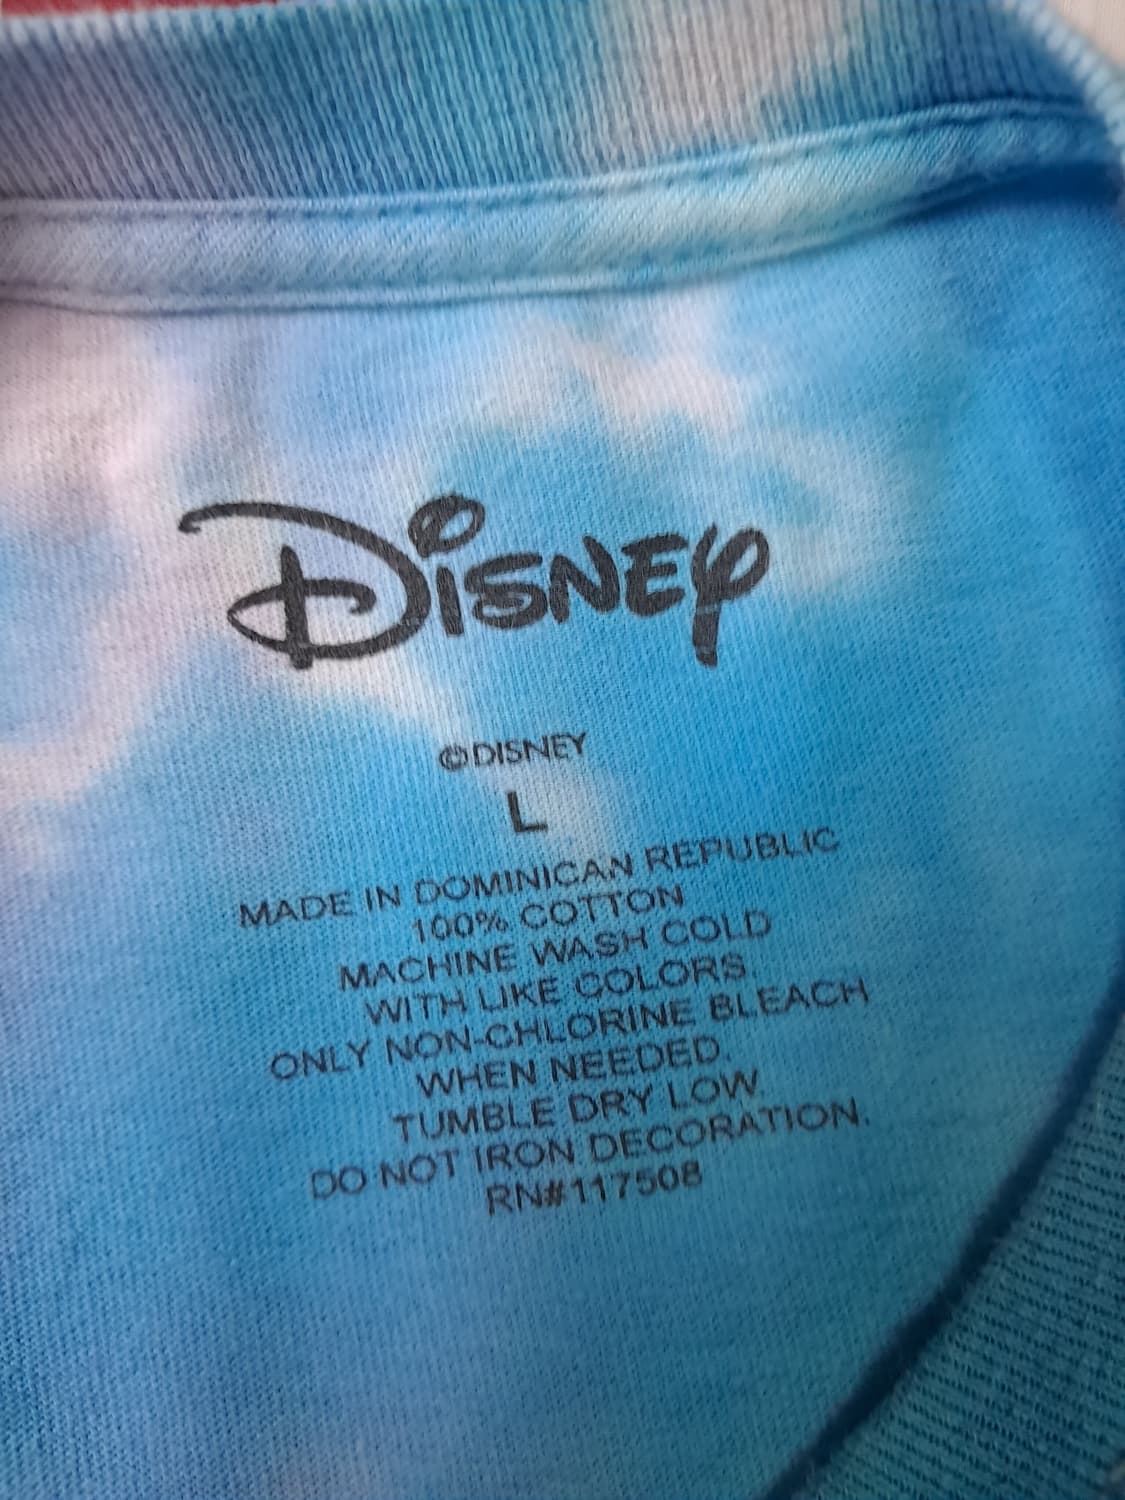 DISNEY
©DISNEY
L
MADE IN DOMINICAN REPUBLIC
100% COTTON
MACHINE WASH COLD
WITH LIKE COLORS.
ONLY NON-CHLORINE BLEACH
WHEN NEEDED.
TUMBLE DRY LOW.
DO NOT IRON DECORATION.
RN#117508